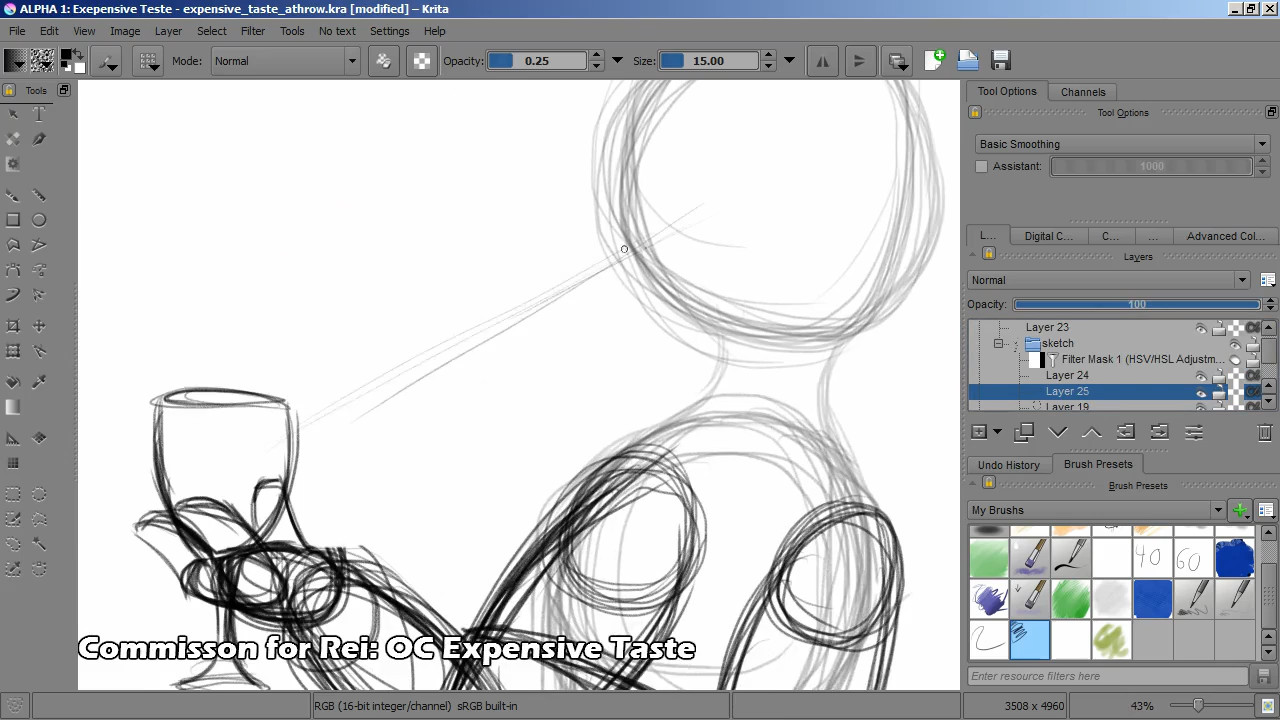 ALPHA 1: Exepensive Teste - expensive_taste_athrow.kra [modified] – Krita
File Edit View Image Layer Select Filter Tools No text Settings Help
Mode: Normal Opacity: 0.25 Size: 15.00
Tools
Tool Options Channels
Tool Options
Basic Smoothing
Assistant: 1000
L... Digital C... C... ... Advanced Col...
Layers
Normal
Opacity: 100
Layer 23
sketch
Filter Mask 1 (HSV/HSL Adjustm...
Layer 24
Layer 25
Layer 19
Undo History Brush Presets
Brush Presets
My Brushes
40 60
Enter resource filters here
Commisson for Rei: OC Expensive Taste
RGB (16-bit integer/channel) sRGB built-in 3508 x 4960 43%